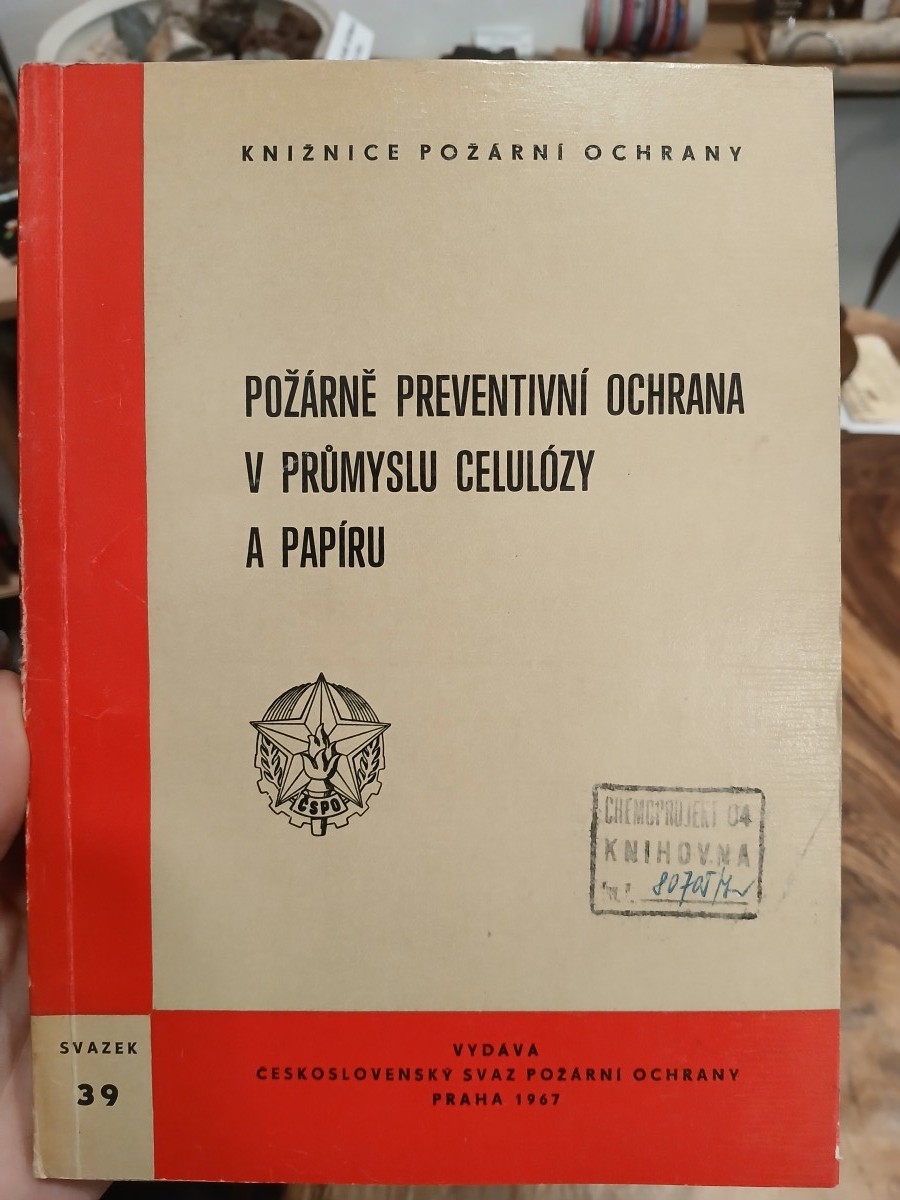 KNIŽNICE POŽÁRNÍ OCHRANY
POŽÁRNĚ PREVENTIVNÍ OCHRANA
V PRŮMYSLU CELULÓZY
A PAPÍRU
ČSPO
CHEMOPROJEKT 04
KNIHOVNA
SVAZEK
39
VYDÁVÁ
ČESKOSLOVENSKÝ SVAZ POŽÁRNÍ OCHRANY
PRAHA 1967